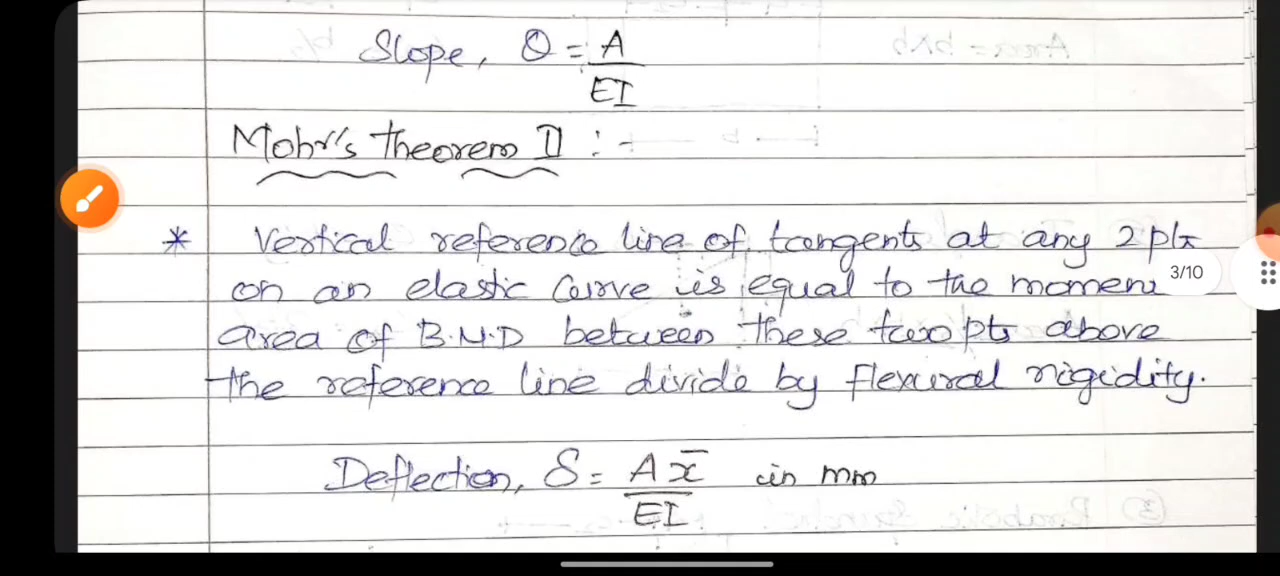 Slope, θ = A
EI
Mohr's theorem II : -
* Vertical reference line of tangents at any 2 pts
3/10
on an elastic curve is equal to the moment
area of B.M.D between these two pts above
the reference line divide by flexural rigidity.
Deflection, δ = A x̄ in mm
EI